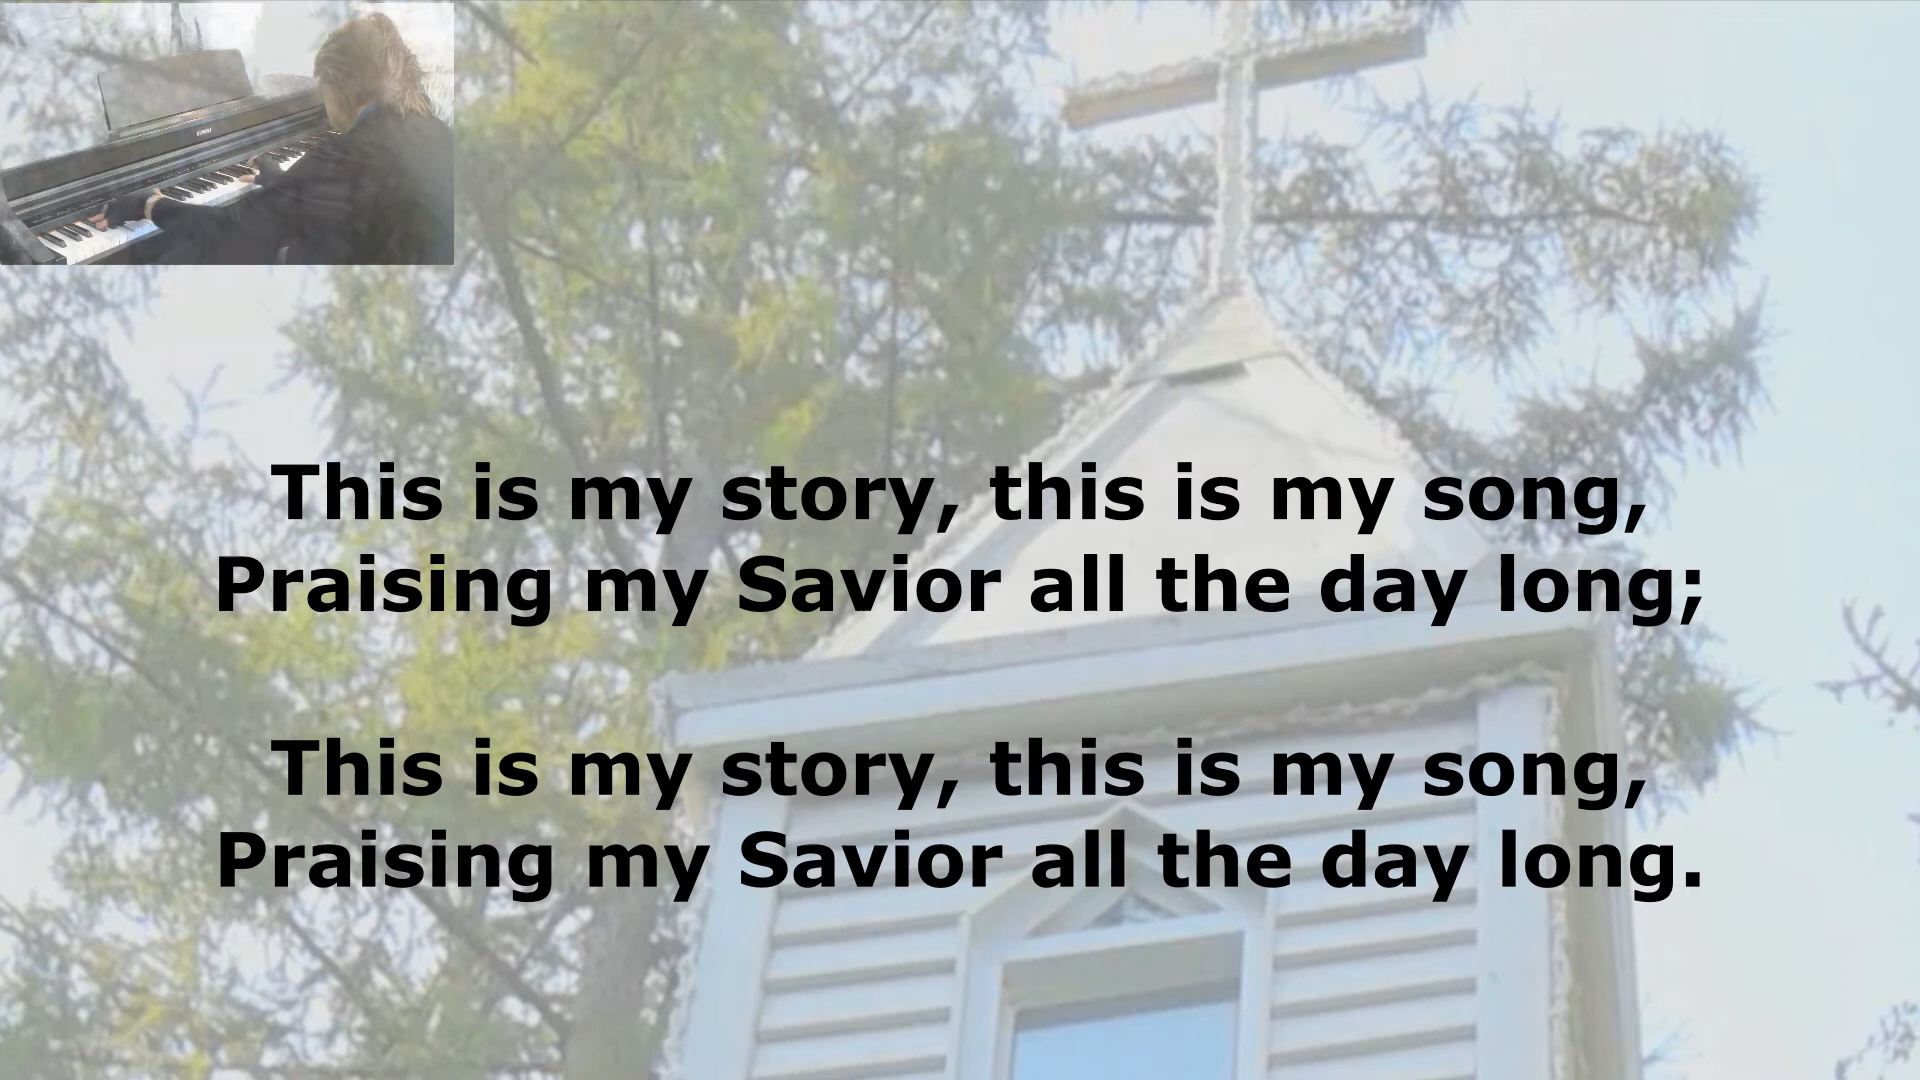 This is my story, this is my song,
Praising my Savior all the day long;
This is my story, this is my song,
Praising my Savior all the day long.